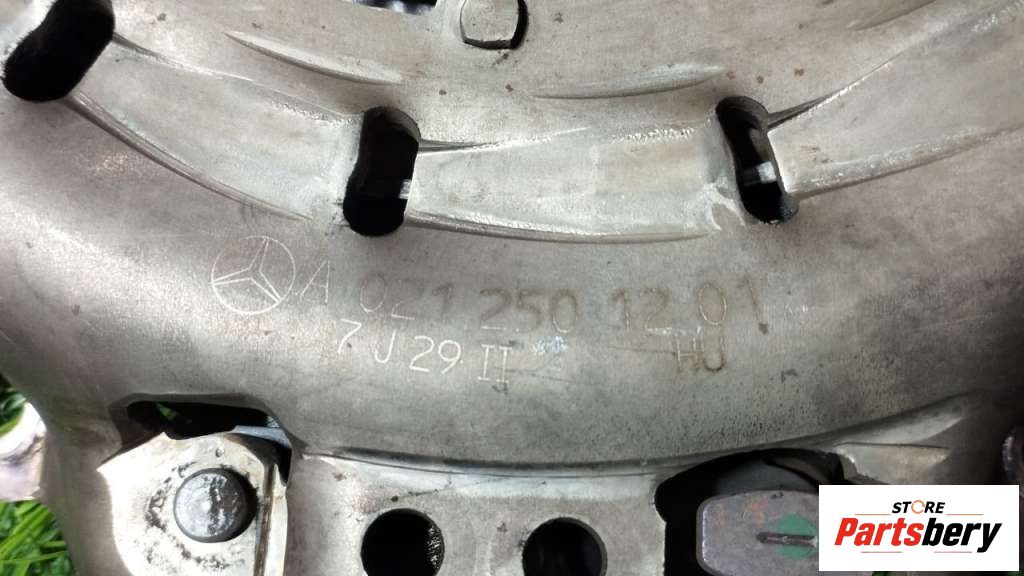 A 021 250 12 01
7 J 29 II HU
STORE
Partsbery